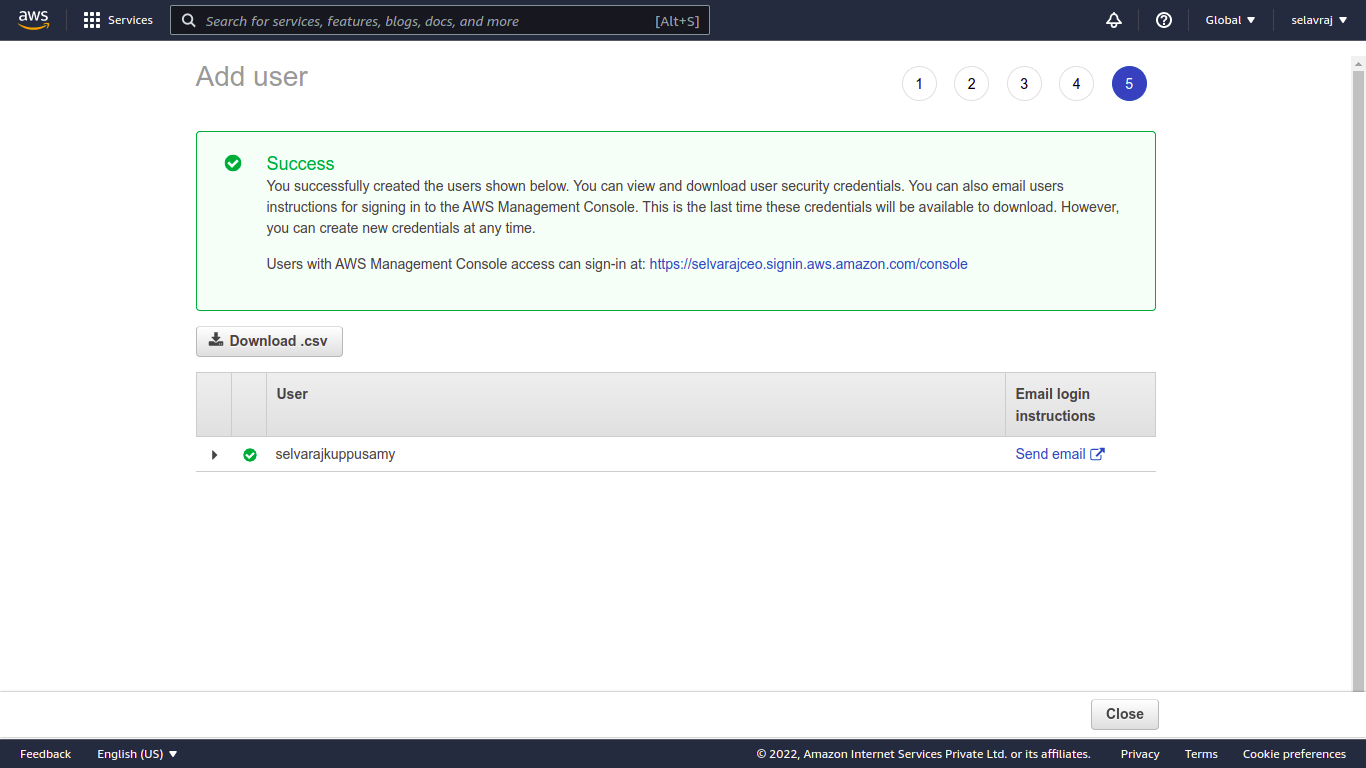 aws Services Search for services, features, blogs, docs, and more [Alt+S] Global selavraj
Add user 1 2 3 4 5
Success
You successfully created the users shown below. You can view and download user security credentials. You can also email users
instructions for signing in to the AWS Management Console. This is the last time these credentials will be available to download. However,
you can create new credentials at any time.
Users with AWS Management Console access can sign-in at: https://selvarajceo.signin.aws.amazon.com/console
Download .csv
User Email login
instructions
selvarajkuppusamy Send email
Close
Feedback English (US) © 2022, Amazon Internet Services Private Ltd. or its affiliates. Privacy Terms Cookie preferences